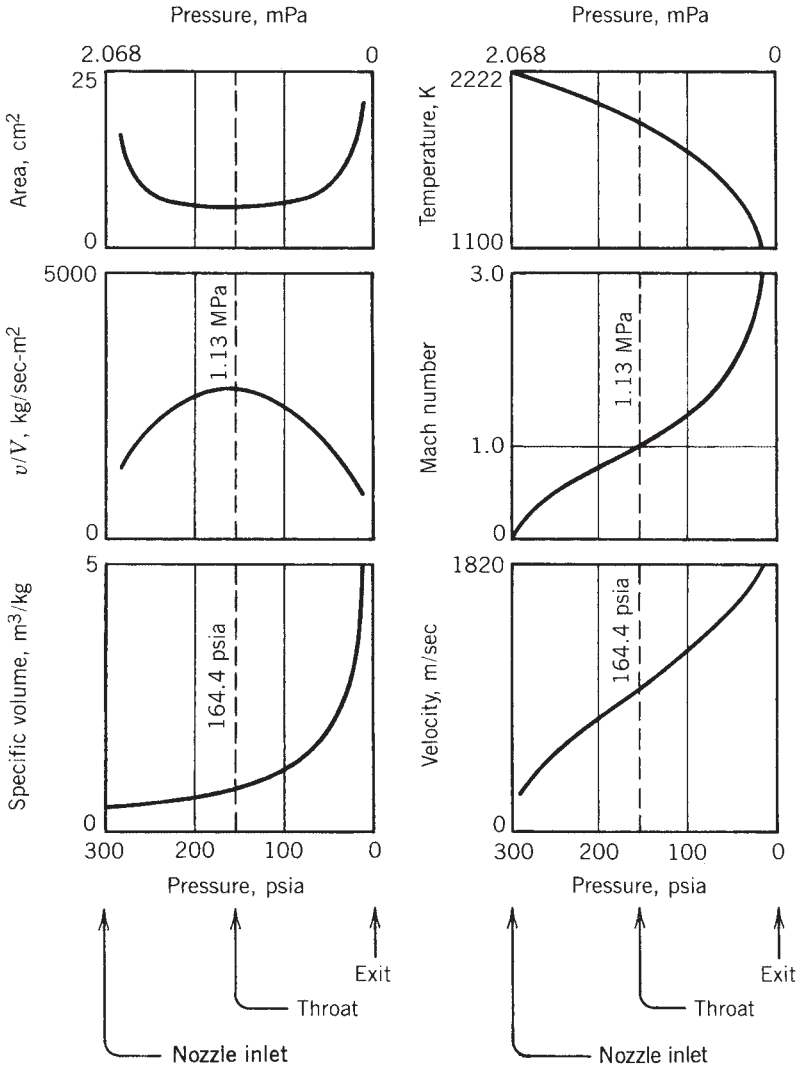 Pressure, mPa
2.068 0
25
Area, cm²
0
5000
1.13 MPa
v/V, kg/sec-m²
0
5
164.4 psia
Specific volume, m³/kg
0
300 200 100 0
Pressure, psia
Exit
Throat
Nozzle inlet
Pressure, mPa
2.068 0
2222
Temperature, K
1100
3.0
1.13 MPa
Mach number
1.0
0
1820
164.4 psia
Velocity, m/sec
0
300 200 100 0
Pressure, psia
Exit
Throat
Nozzle inlet